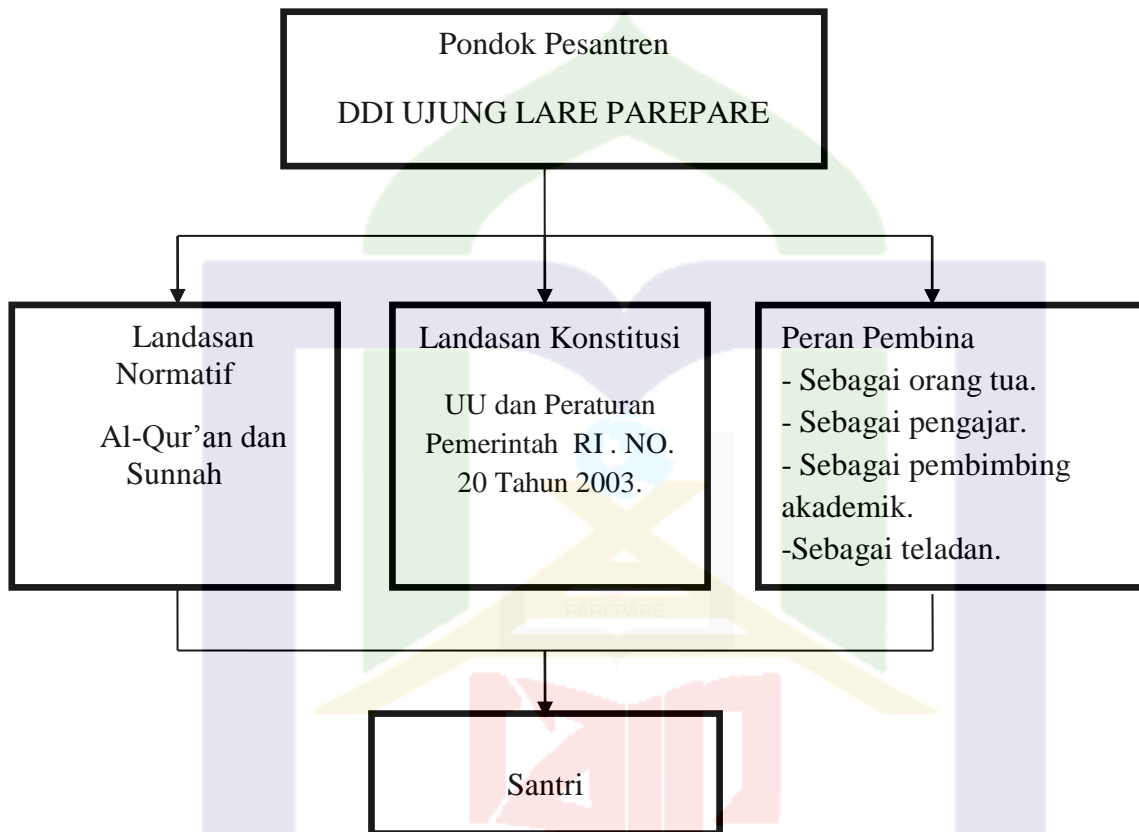 Pondok Pesantren
DDI UJUNG LARE PAREPARE
Landasan
Normatif
Al-Qur’an dan
Sunnah
Landasan Konstitusi
UU dan Peraturan
Pemerintah RI . NO.
20 Tahun 2003.
Peran Pembina
- Sebagai orang tua.
- Sebagai pengajar.
- Sebagai pembimbing
akademik.
-Sebagai teladan.
PAREPARE
Santri